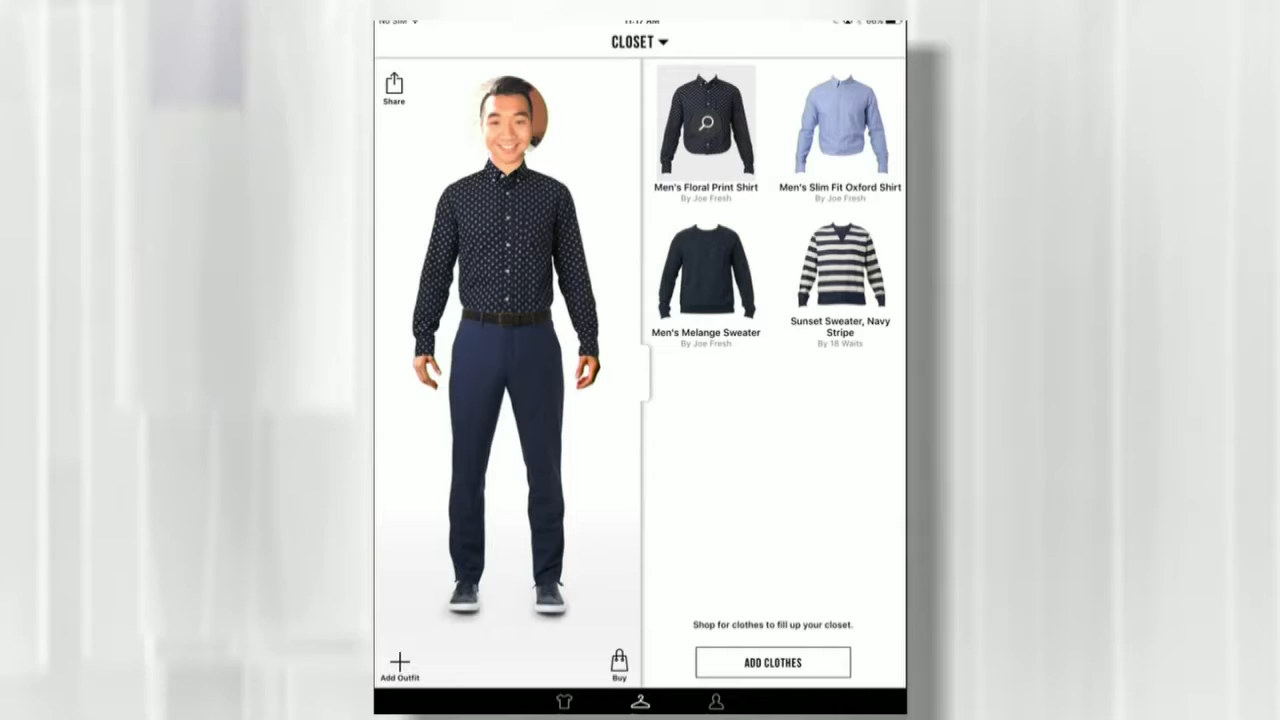 CLOSET
Share
Men's Floral Print Shirt
By Joe Fresh
Men's Slim Fit Oxford Shirt
By Joe Fresh
Men's Melange Sweater
By Joe Fresh
Sunset Sweater, Navy
Stripe
By 18 Waits
Shop for clothes to fill up your closet.
ADD CLOTHES
Add Outfit
Buy